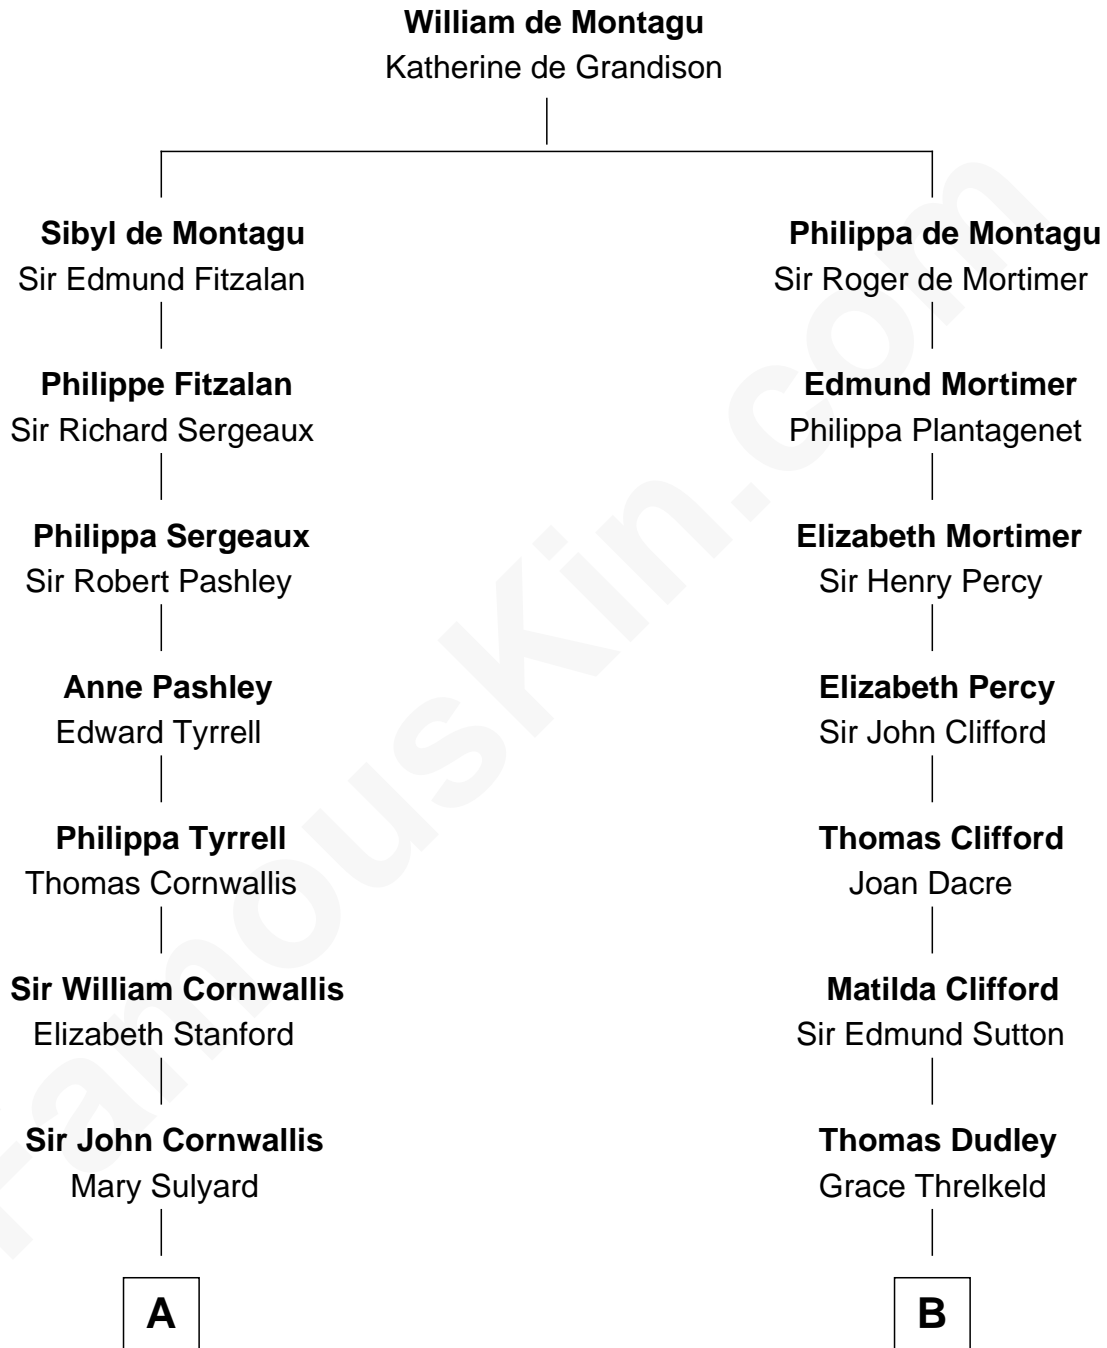 William de Montagu
Katherine de Grandison
Sibyl de Montagu
Sir Edmund Fitzalan
Philippa de Montagu
Sir Roger de Mortimer
Philippe Fitzalan
Sir Richard Sergeaux
Edmund Mortimer
Philippa Plantagenet
Philippa Sergeaux
Sir Robert Pashley
Elizabeth Mortimer
Sir Henry Percy
Anne Pashley
Edward Tyrrell
Elizabeth Percy
Sir John Clifford
Philippa Tyrrell
Thomas Cornwallis
Thomas Clifford
Joan Dacre
Sir William Cornwallis
Elizabeth Stanford
Matilda Clifford
Sir Edmund Sutton
Sir John Cornwallis
Mary Sulyard
Thomas Dudley
Grace Threlkeld
A
B
FamousKin.com